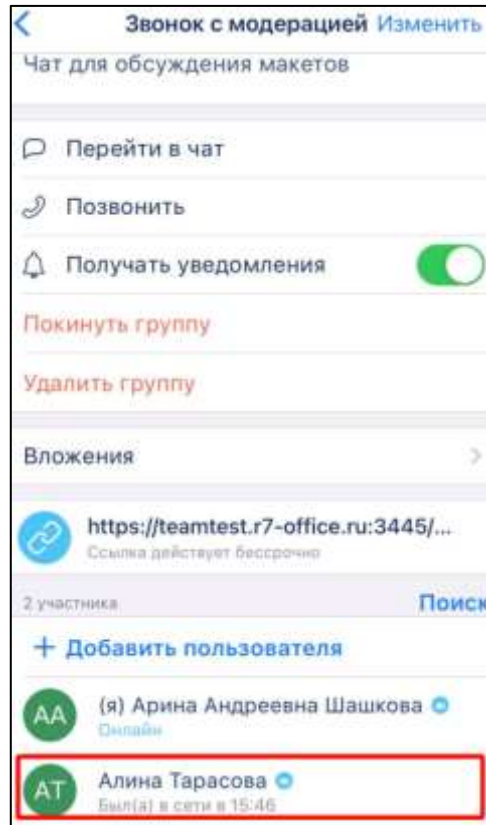 Звонок с модерацией Изменить
Чат для обсуждения макетов
Перейти в чат
Позвонить
Получать уведомления
Покинуть группу
Удалить группу
Вложения
https://teamtest.r7-office.ru:3445/...
Ссылка действует бессрочно
2 участника Поиск
+ Добавить пользователя
АА (я) Арина Андреевна Шашкова
Онлайн
АТ Алина Тарасова
Был(а) в сети в 15:46